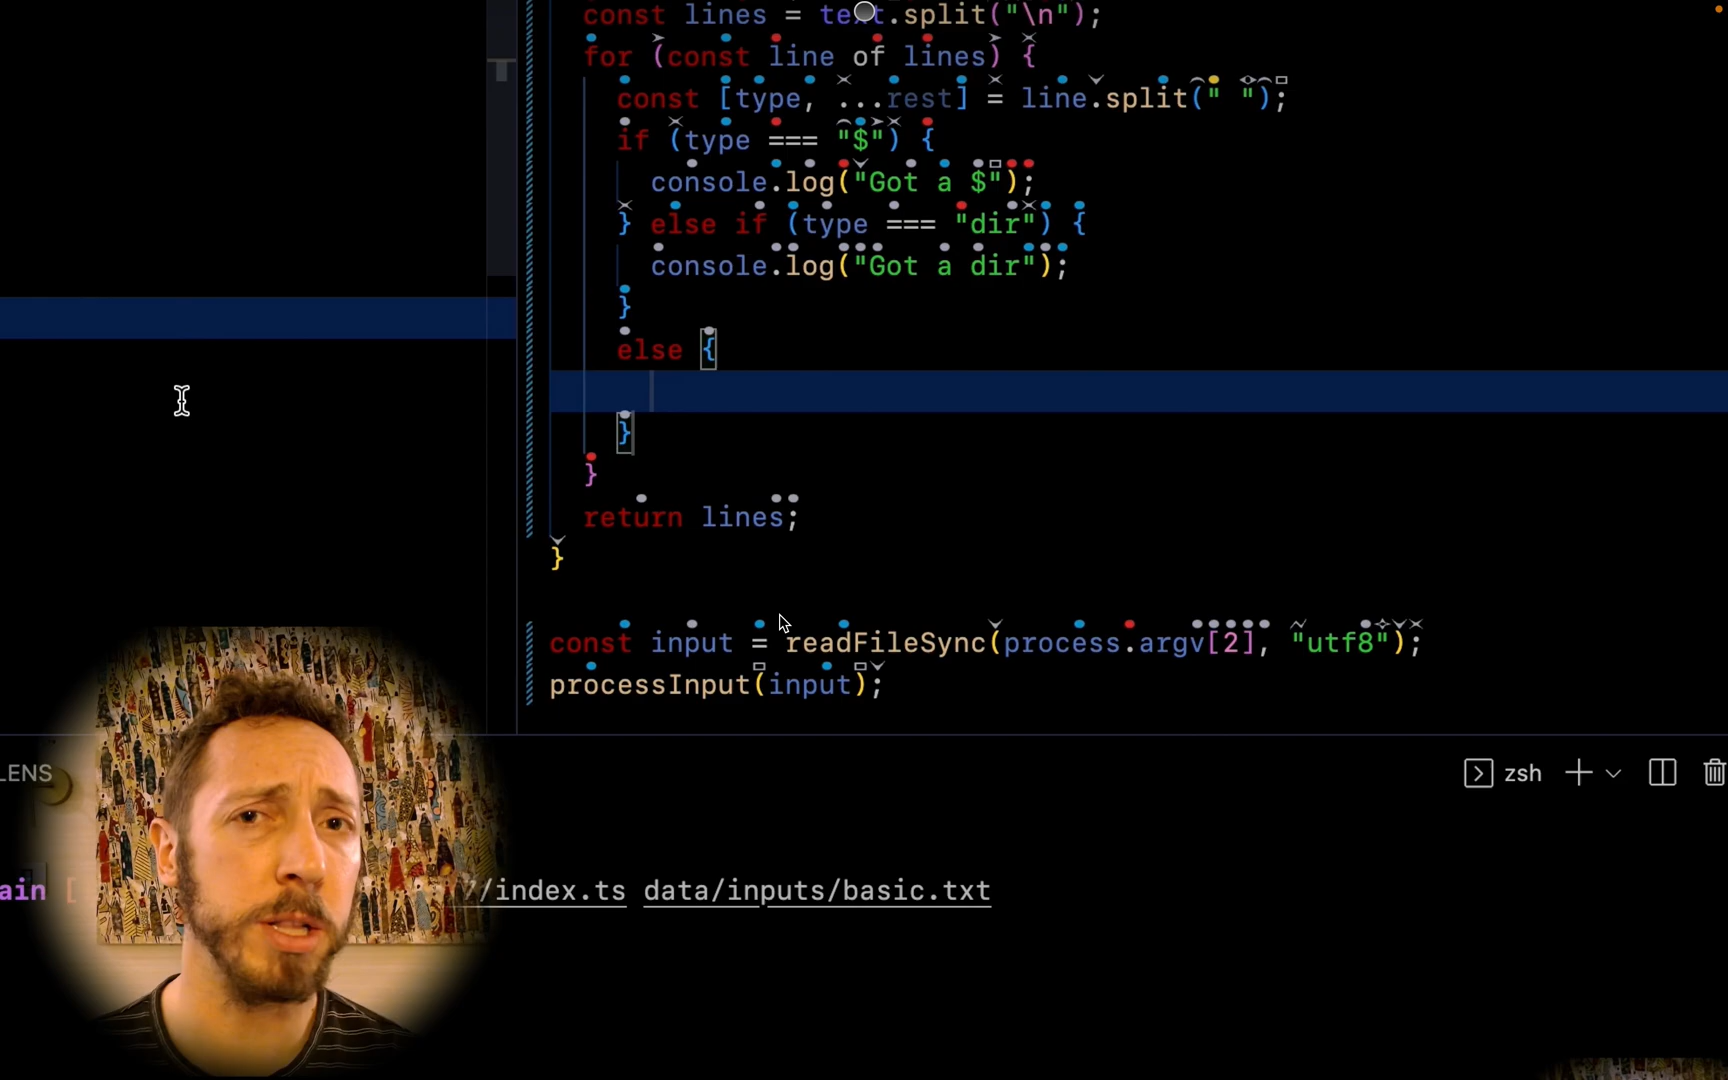 const lines = text.split("\n");
for (const line of lines) {
const [type, ...rest] = line.split(" ");
if (type === "$") {
console.log("Got a $");
} else if (type === "dir") {
console.log("Got a dir");
}
else {
}
}
return lines;
}
const input = readFileSync(process.argv[2], "utf8");
processInput(input);
LENS
zsh
ain [
7/index.ts data/inputs/basic.txt